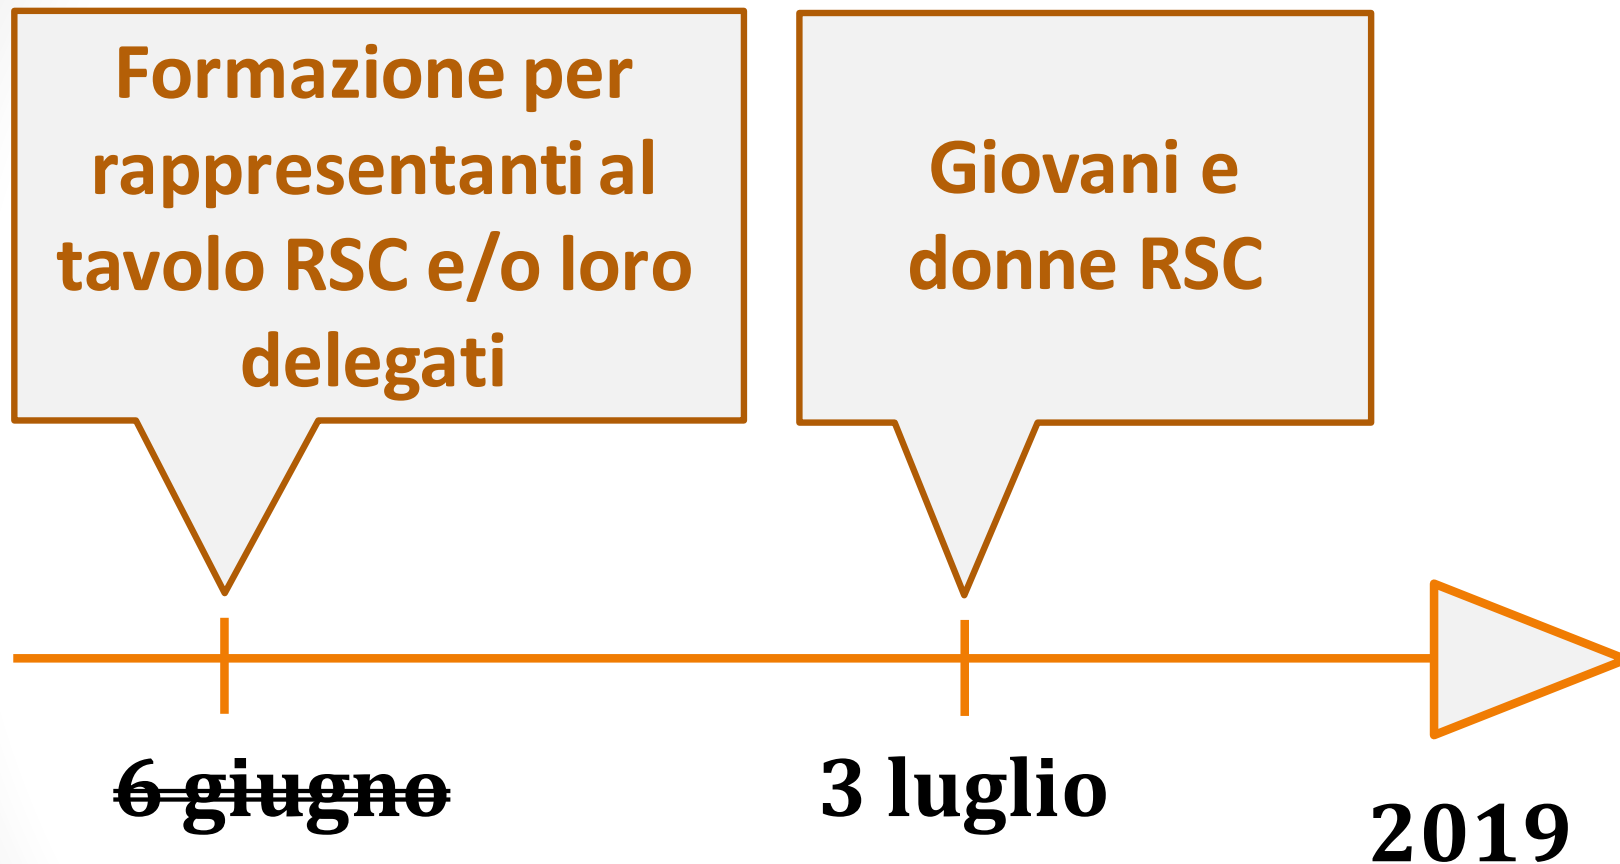 Formazione per
rappresentanti al
tavolo RSC e/o loro
delegati
Giovani e
donne RSC
6 giugno
3 luglio
2019